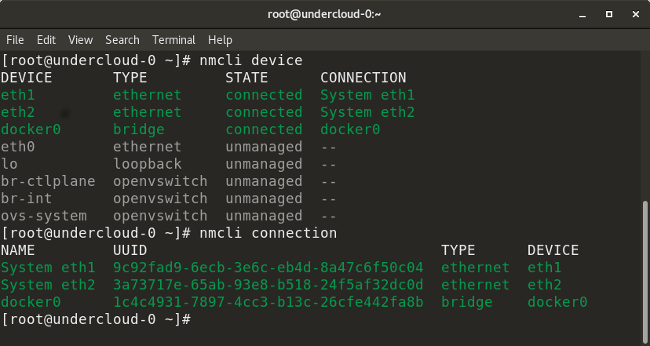 root@undercloud-0:~
File Edit View Search Terminal Help
[root@undercloud-0 ~]# nmcli device
DEVICE TYPE STATE CONNECTION
eth1 ethernet connected System eth1
eth2 ethernet connected System eth2
docker0 bridge connected docker0
eth0 ethernet unmanaged --
lo loopback unmanaged --
br-ctlplane openvswitch unmanaged --
br-int openvswitch unmanaged --
ovs-system openvswitch unmanaged --
[root@undercloud-0 ~]# nmcli connection
NAME UUID TYPE DEVICE
System eth1 9c92fad9-6ecb-3e6c-eb4d-8a47c6f50c04 ethernet eth1
System eth2 3a73717e-65ab-93e8-b518-24f5af32dc0d ethernet eth2
docker0 1c4c4931-7897-4cc3-b13c-26cfe442fa8b bridge docker0
[root@undercloud-0 ~]#